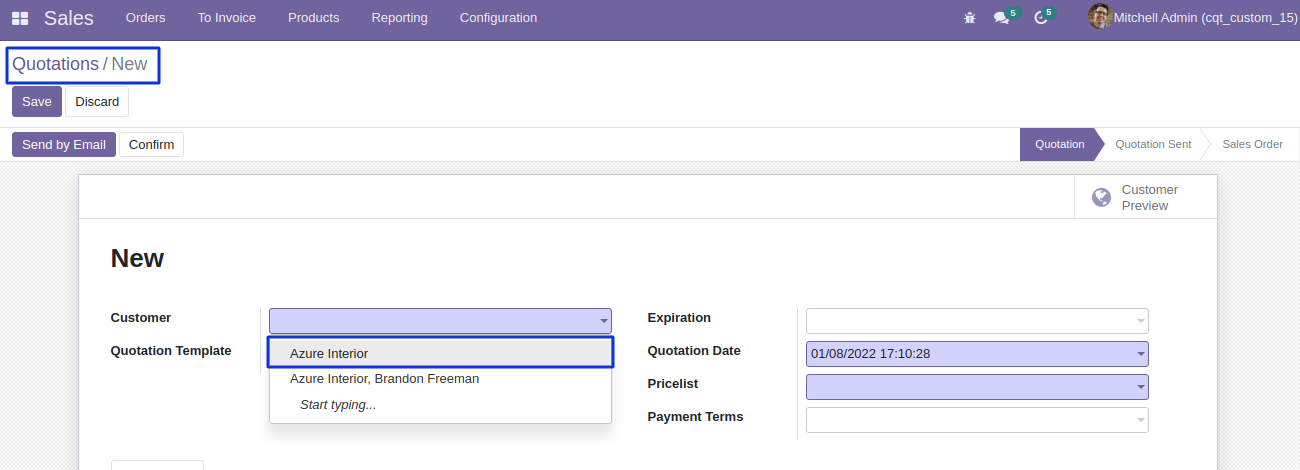 Sales Orders To Invoice Products Reporting Configuration 5 5 Mitchell Admin (cqt_custom_15)
Quotations / New
Save Discard
Send by Email Confirm Quotation Quotation Sent Sales Order
Customer
Preview
New
Customer Expiration
Quotation Template Azure Interior Quotation Date 01/08/2022 17:10:28
Azure Interior, Brandon Freeman Pricelist
Start typing...
Payment Terms